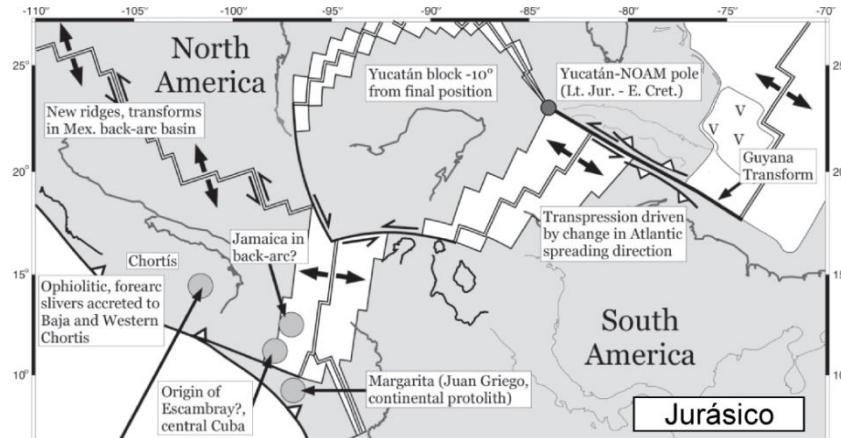 -110°
-105°
-100°
-95°
-90°
-85°
-80°
-75°
-70°
25°
20°
15°
10°
25°
20°
15°
10°
North
America
Yucatán block -10°
from final position
Yucatán-NOAM pole
(Lt. Jur. - E. Cret.)
New ridges, transforms
in Mex. back-arc basin
V
V
V
V
Guyana
Transform
Transpression driven
by change in Atlantic
spreading direction
Jamaica in
back-arc?
Chortís
Ophiolitic, forearc
slivers accreted to
Baja and Western
Chortis
South
America
Origin of
Escambray?,
central Cuba
Margarita (Juan Griego,
continental protolith)
Jurásico